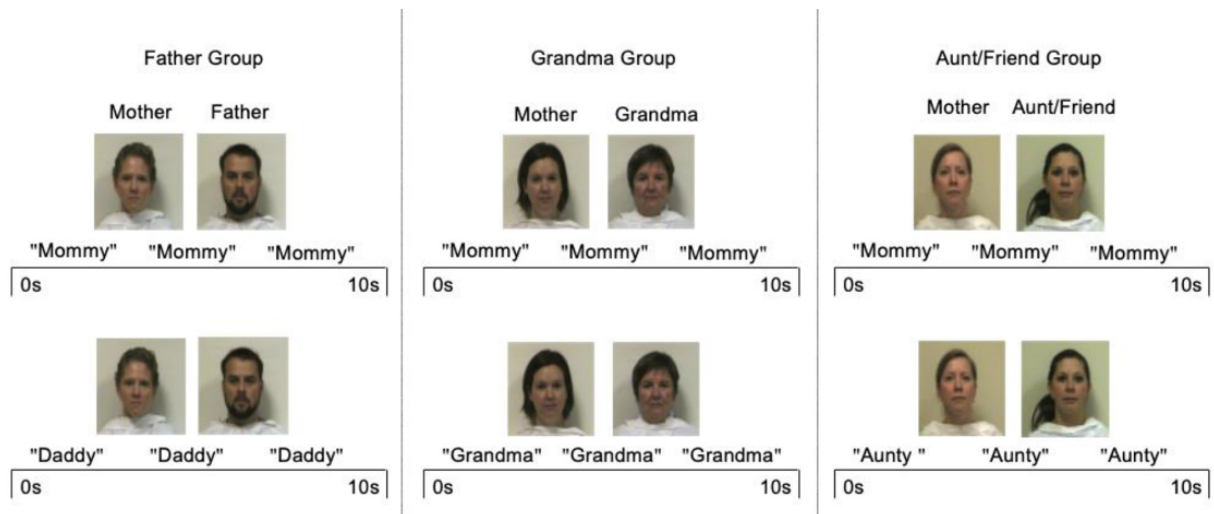 Father Group
Mother Father
"Mommy" "Mommy" "Mommy"
0s 10s
"Daddy" "Daddy" "Daddy"
0s 10s
Grandma Group
Mother Grandma
"Mommy" "Mommy" "Mommy"
0s 10s
"Grandma" "Grandma" "Grandma"
0s 10s
Aunt/Friend Group
Mother Aunt/Friend
"Mommy" "Mommy" "Mommy"
0s 10s
"Aunty " "Aunty" "Aunty"
0s 10s